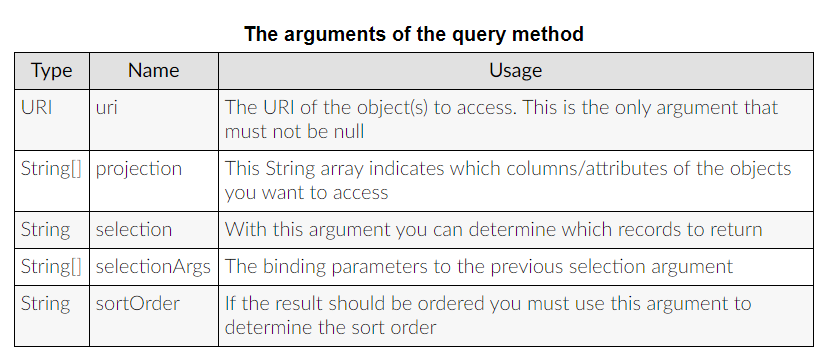 The arguments of the query method
Type Name Usage
URI uri The URI of the object(s) to access. This is the only argument that
must not be null
String[] projection This String array indicates which columns/attributes of the objects
you want to access
String selection With this argument you can determine which records to return
String[] selectionArgs The binding parameters to the previous selection argument
String sortOrder If the result should be ordered you must use this argument to
determine the sort order